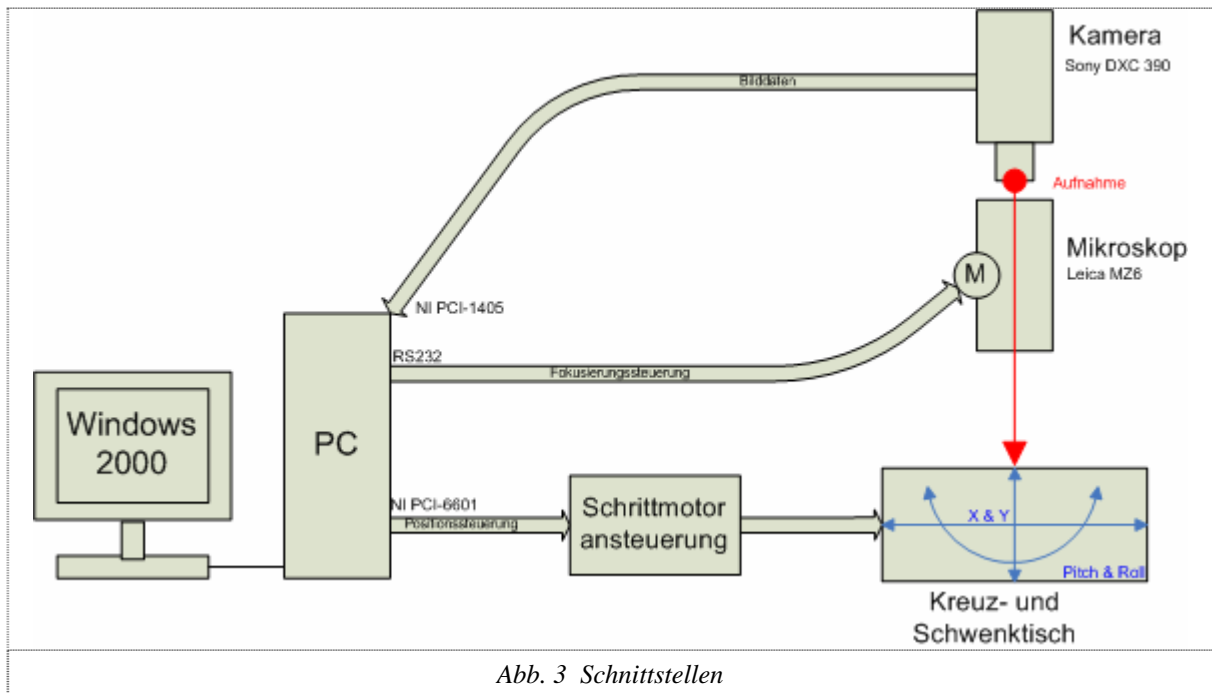 Kamera
Sony DXC 390
Bilddaten
Aufnahme
Mikroskop
Leica MZ6
M
NI PCI-1405
RS232
Fokusierungssteuerung
Windows
2000
PC
NI PCI-6601
Positionssteuerung
Schrittmotor
ansteuerung
X & Y
Pitch & Roll
Kreuz- und
Schwenktisch
Abb. 3 Schnittstellen